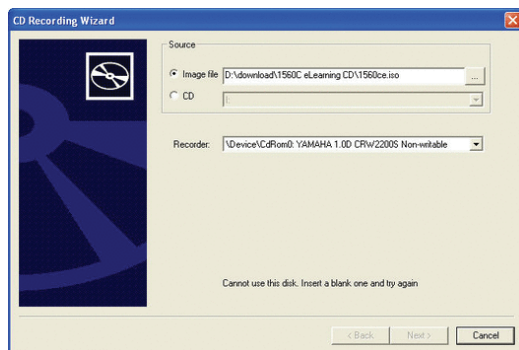 CD Recording Wizard
Source
Image file D:\download\1560C eLearning CD\1560ce.iso ...
CD E:
Recorder: \Device\CdRom0: YAMAHA 1.0D CRW2200S Non-writable
Cannot use this disk. Insert a blank one and try again
< Back Next > Cancel